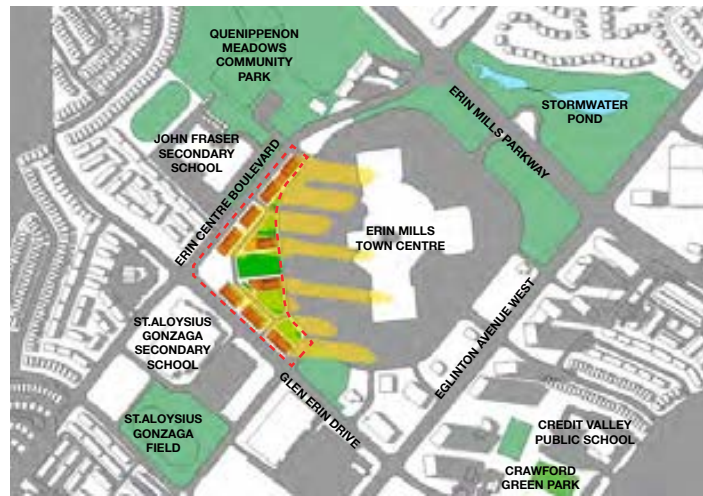 QUENIPPENON
MEADOWS
COMMUNITY
PARK
JOHN FRASER
SECONDARY
SCHOOL
ERIN CENTRE BOULEVARD
ERIN MILLS PARKWAY
STORMWATER
POND
ERIN MILLS
TOWN CENTRE
ST.ALOYSIUS
GONZAGA
SECONDARY
SCHOOL
EGLINTON AVENUE WEST
GLEN ERIN DRIVE
ST.ALOYSIUS
GONZAGA
FIELD
CREDIT VALLEY
PUBLIC SCHOOL
CRAWFORD
GREEN PARK